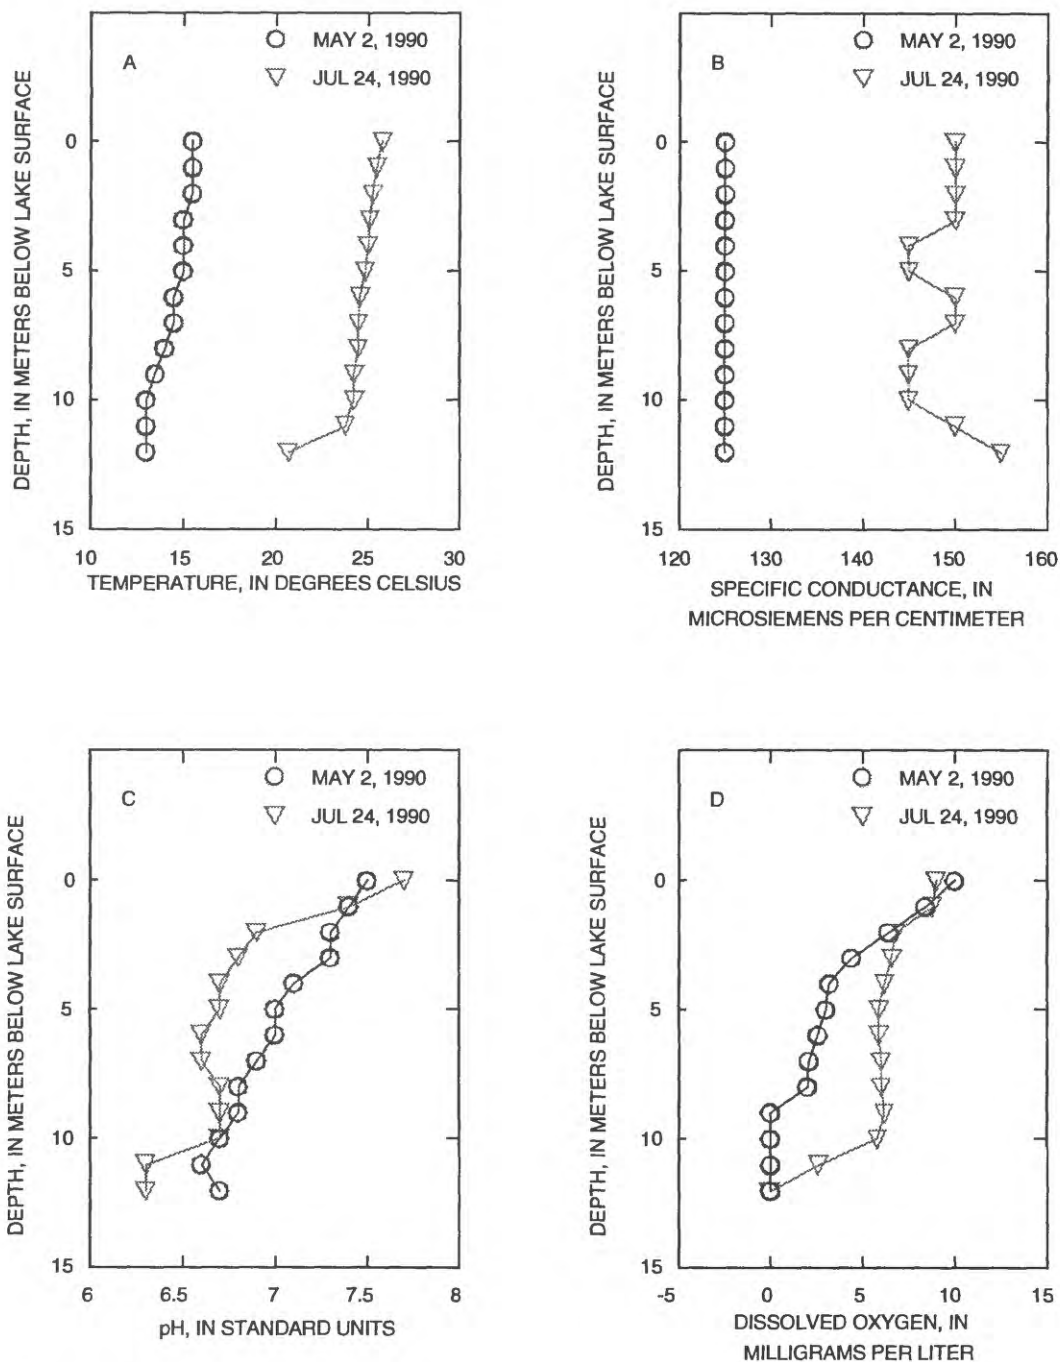 A
MAY 2, 1990
JUL 24, 1990
DEPTH, IN METERS BELOW LAKE SURFACE
0
5
10
15
10 15 20 25 30
TEMPERATURE, IN DEGREES CELSIUS
B
MAY 2, 1990
JUL 24, 1990
DEPTH, IN METERS BELOW LAKE SURFACE
0
5
10
15
120 130 140 150 160
SPECIFIC CONDUCTANCE, IN
MICROSIEMENS PER CENTIMETER
C
MAY 2, 1990
JUL 24, 1990
DEPTH, IN METERS BELOW LAKE SURFACE
0
5
10
15
6 6.5 7 7.5 8
pH, IN STANDARD UNITS
D
MAY 2, 1990
JUL 24, 1990
DEPTH, IN METERS BELOW LAKE SURFACE
0
5
10
15
-5 0 5 10 15
DISSOLVED OXYGEN, IN
MILLIGRAMS PER LITER